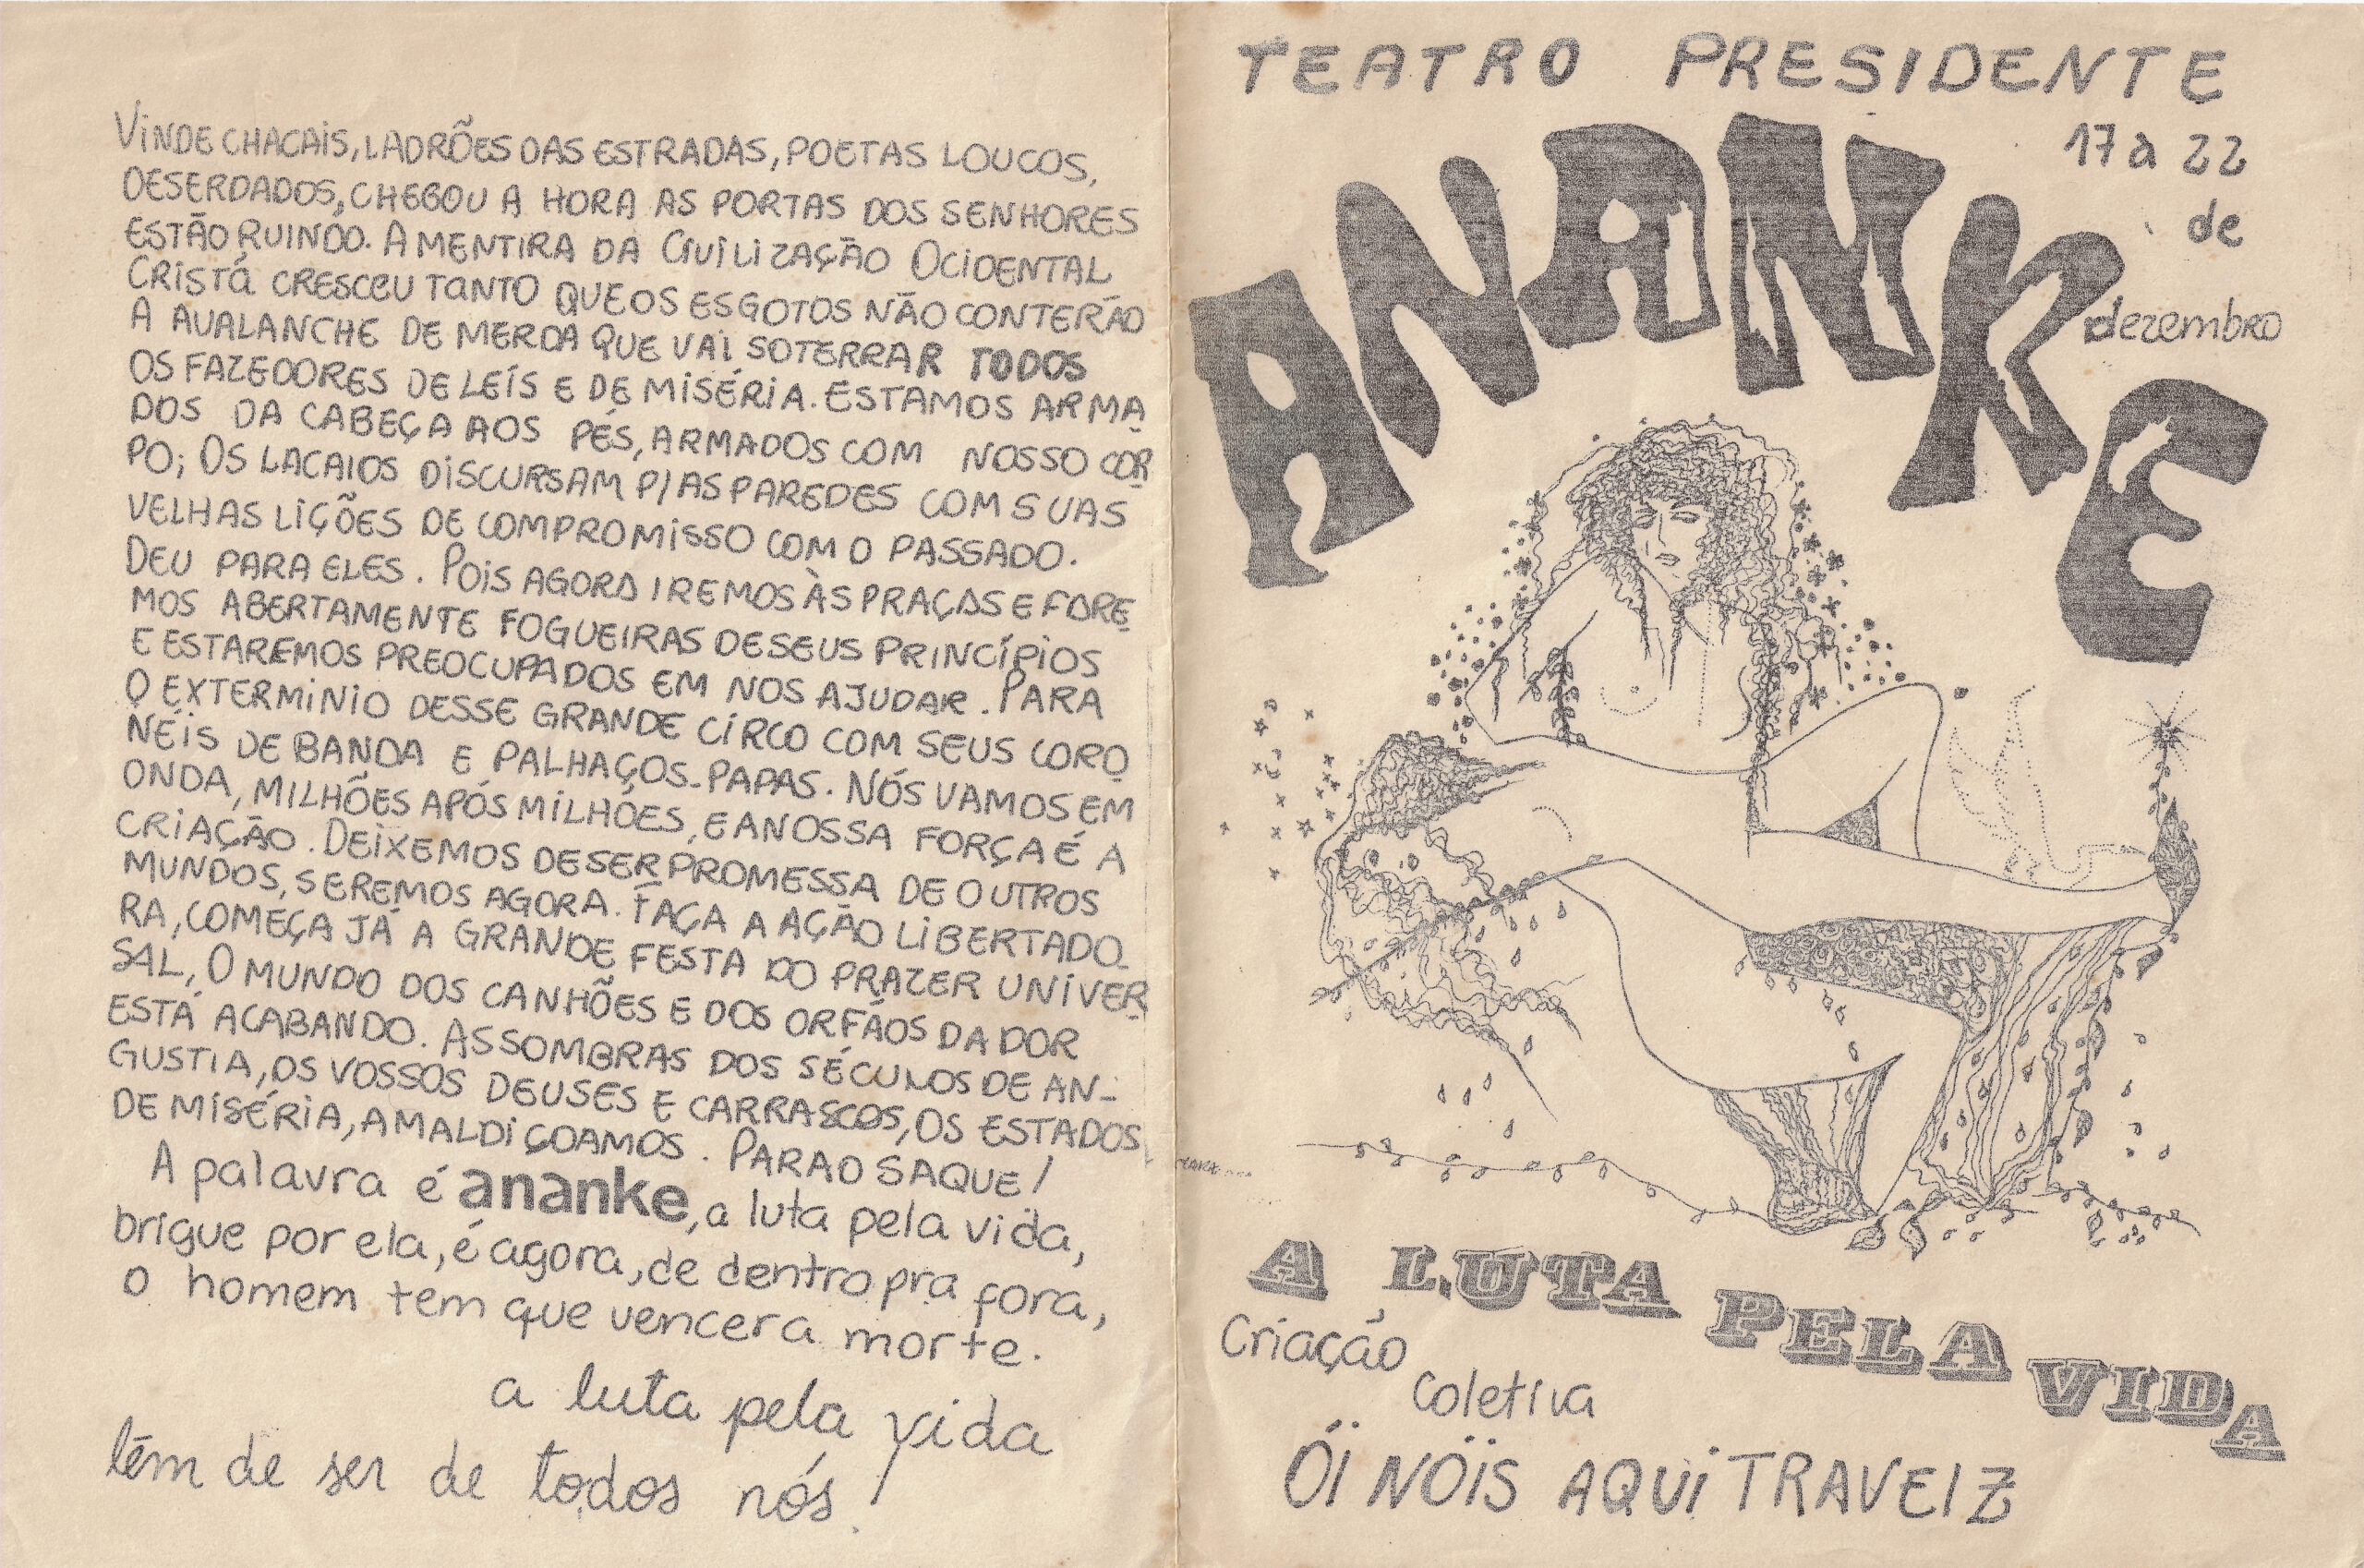 VINDE CHACAIS, LADRÕES DAS ESTRADAS, POETAS LOUCOS,
DESERDADOS, CHEGOU A HORA AS PORTAS DOS SENHORES
ESTÃO RUINDO. A MENTIRA DA CIVILIZAÇÃO OCIDENTAL
CRISTÁ CRESCEU TANTO QUE OS ESGOTOS NÃO CONTERÃO
A AVALANCHE DE MERDA QUE VAI SOTERRAR TODOS
OS FAZEDORES DE LEÍS E DE MISÉRIA. ESTAMOS ARMA
DOS DA CABEÇA AOS PÉS, ARMADOS COM NOSSO COR
PO; OS LACAIOS DISCURSAM P/ AS PAREDES COM SUAS
VELHAS LIÇÕES DE COMPROMISSO COM O PASSADO.
DEU PARA ELES. POIS AGORA IREMOS ÀS PRAÇAS E FARE
MOS ABERTAMENTE FOGUEIRAS DE SEUS PRINCÍPIOS
E ESTAREMOS PREOCUPADOS EM NOS AJUDAR. PARA
O EXTERMINIO DESSE GRANDE CÍRCO COM SEUS CORO
NÉIS DE BANDA E PALHAÇOS-PAPAS. NÓS VAMOS EM
ONDA, MILHÕES APÓS MILHÕES, E A NOSSA FORÇA É A
CRIAÇÃO. DEIXEMOS DE SER PROMESSA DE OUTROS
MUNDOS, SEREMOS AGORA. FAÇA A AÇÃO LIBERTADO-
RA, COMEÇA JÁ A GRANDE FESTA DO PRAZER UNIVER
SAL, O MUNDO DOS CANHÕES E DOS ORFÃOS DA DOR
ESTÁ ACABANDO. AS SOMBRAS DOS SÉCULOS DE AN-
GUSTIA, OS VOSSOS DEUSES E CARRASCOS, OS ESTADOS
DE MISÉRIA, AMALDIÇOAMOS. PARA O SAQUE!
A palavra é ananke, a luta pela vida,
brigue por ela, é agora, de dentro pra fora,
o homem tem que vencer a morte.
a luta pela vida
têm de ser de todos nós!
TEATRO PRESIDENTE
ANANKE
17 à 22
de
dezembro
A LUTA PELA VIDA
Criação
coletiva
ÓI NÓIS AQUI TRAVEIZ